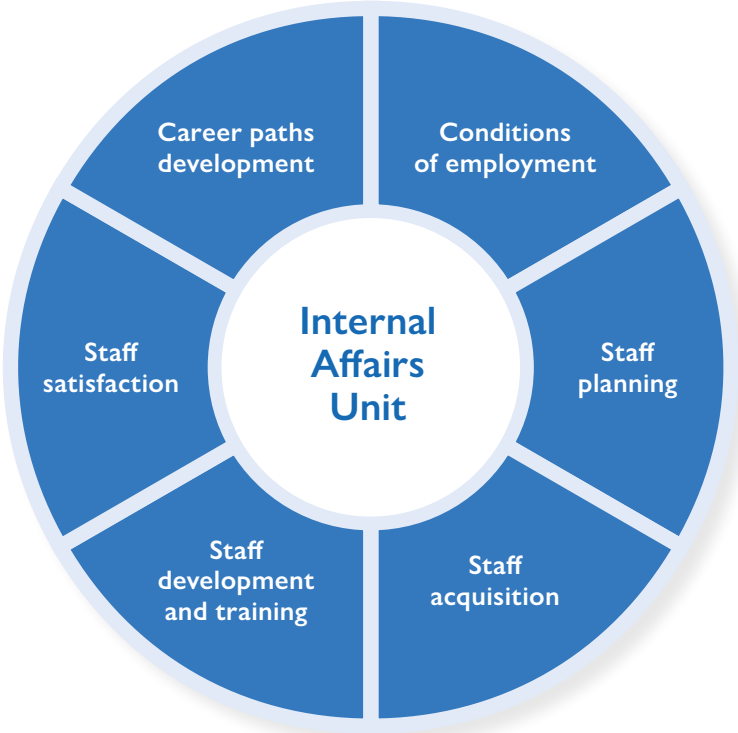 Career paths
development
Conditions
of employment
Staff
satisfaction
Internal
Affairs
Unit
Staff
planning
Staff
development
and training
Staff
acquisition